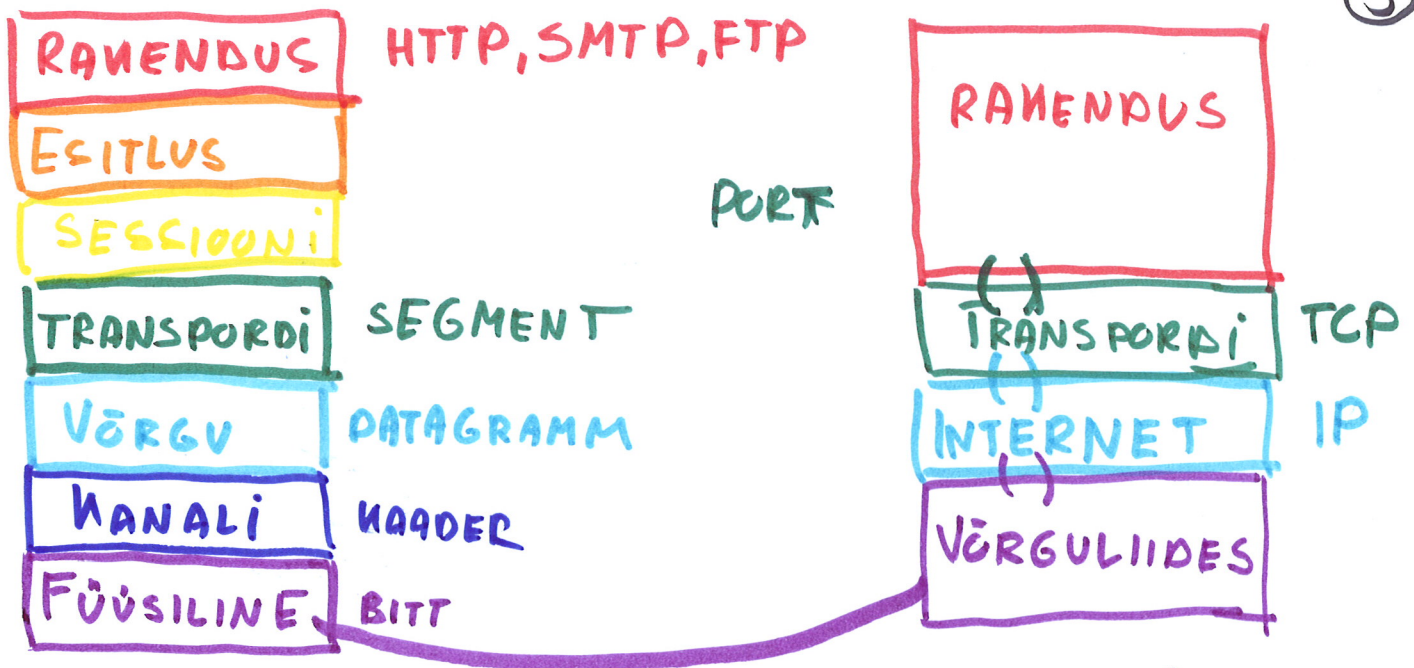 RAKENDUS HTTP, SMTP, FTP
ESITLUS
SESSIOONI
TRANSPORDI SEGMENT
VÕRGU DATAGRAMM
KANALI KAADER
FÜÜSILINE BITT
PORT
RAKENDUS
TRANSPORDI TCP
INTERNET IP
VÕRGULIIDES